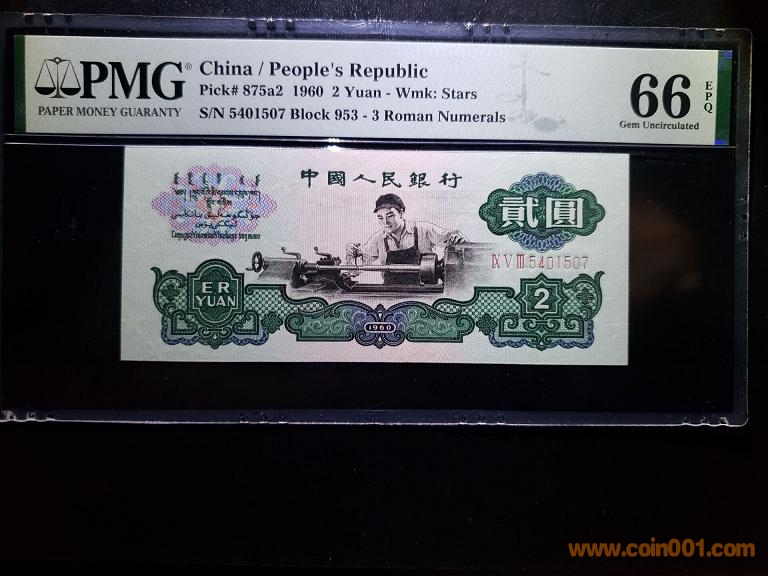 PMG®
PAPER MONEY GUARANTY
China / People's Republic
Pick# 875a2 1960 2 Yuan - Wmk: Stars
S/N 5401507 Block 953 - 3 Roman Numerals
66 EPQ
Gem Uncirculated
中國人民銀行
貳圓
IX V III 5401507
ER
YUAN
1960
2
www.coin001.com